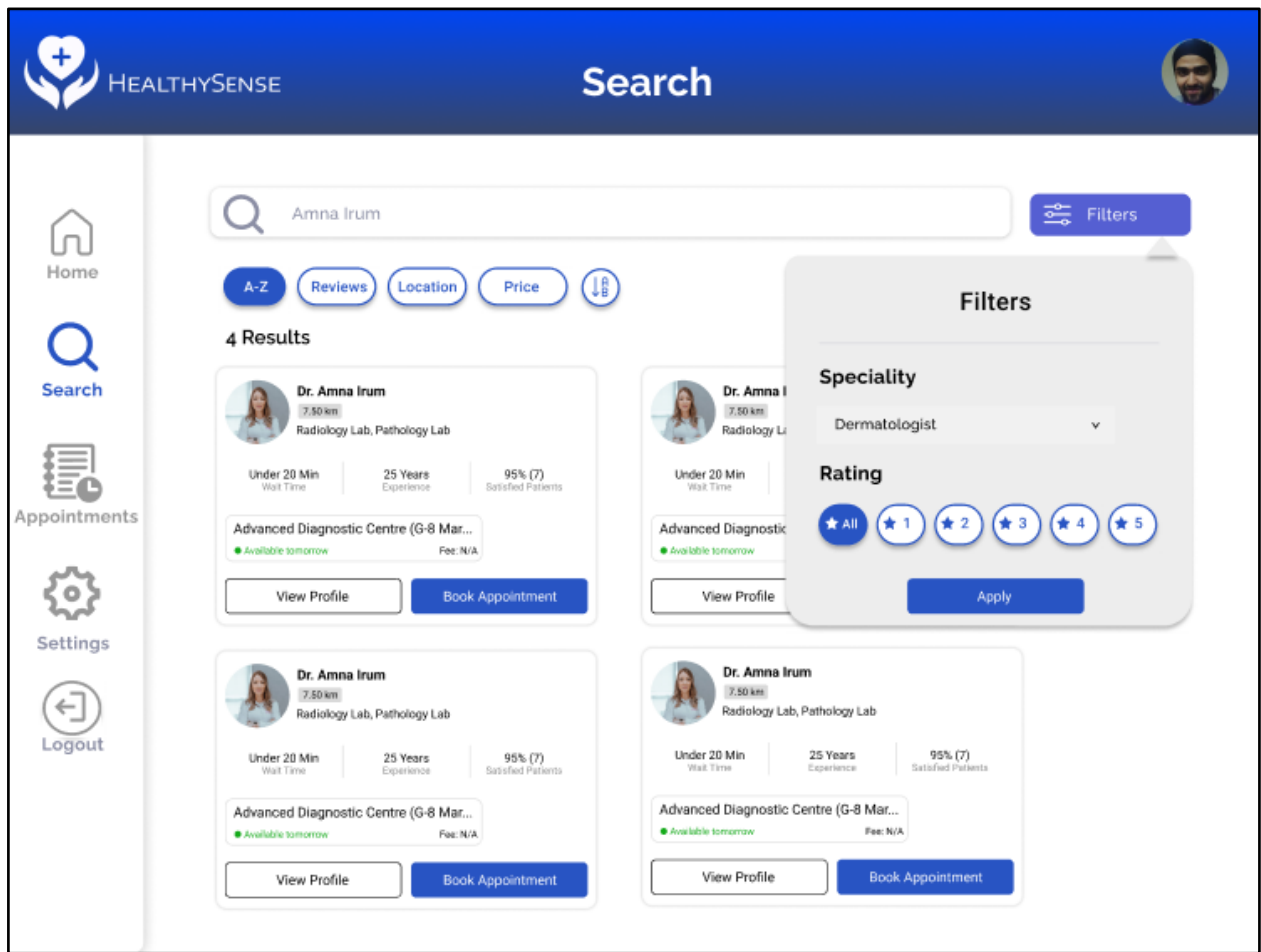 HEALTHYSENSE
Search
Home
Search
Appointments
Settings
Logout
Amna Irum
Filters
A-Z
Reviews
Location
Price
A
B
4 Results
Dr. Amna Irum
7.50 km
Radiology Lab, Pathology Lab
Under 20 Min 25 Years 95% (7)
Wait Time Experience Satisfied Patients
Advanced Diagnostic Centre (G-8 Mar...
Available tomorrow Fee: N/A
View Profile Book Appointment
Dr. Amna I
7.50 km
Radiology La
Under 20 Min
Wait Time
Advanced Diagnostic
Available tomorrow
View Profile
Filters
Speciality
Dermatologist
Rating
All 1 2 3 4 5
Apply
Dr. Amna Irum
7.50 km
Radiology Lab, Pathology Lab
Under 20 Min 25 Years 95% (7)
Wait Time Experience Satisfied Patients
Advanced Diagnostic Centre (G-8 Mar...
Available tomorrow Fee: N/A
View Profile Book Appointment
Dr. Amna Irum
7.50 km
Radiology Lab, Pathology Lab
Under 20 Min 25 Years 95% (7)
Wait Time Experience Satisfied Patients
Advanced Diagnostic Centre (G-8 Mar...
Available tomorrow Fee: N/A
View Profile Book Appointment